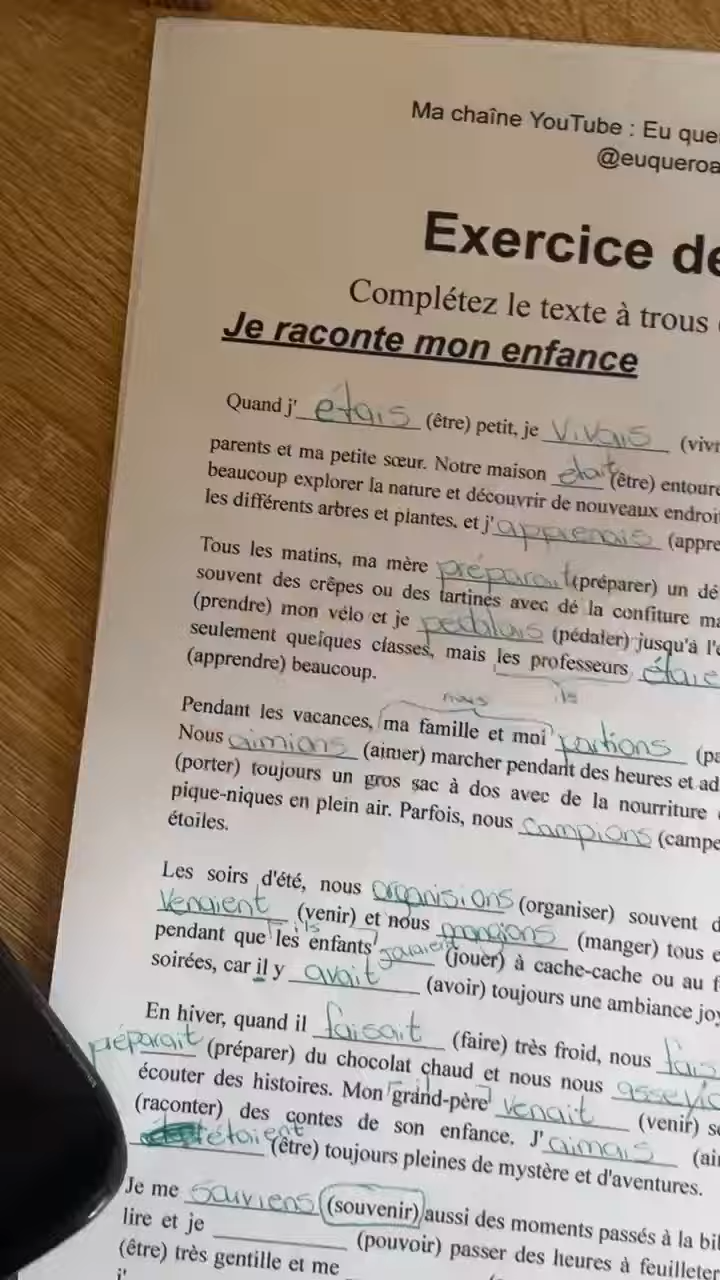 Ma chaîne YouTube : Eu que
@euqueroa
Exercice de
Complétez le texte à trous
Je raconte mon enfance
Quand j' étais (être) petit, je vivais (vivr
parents et ma petite sœur. Notre maison était (être) entouré
beaucoup explorer la nature et découvrir de nouveaux endroit
les différents arbres et plantes, et j' apprenais (appre
Tous les matins, ma mère préparait (préparer) un dé
souvent des crêpes ou des tartines avec dé la confiture ma
(prendre) mon vélo et je pedalais (pédaler) jusqu'à l'é
seulement quelques classes, mais les professeurs étaie
(apprendre) beaucoup.
nous ils
Pendant les vacances, ma famille et moi partions (pa
Nous aimions (aimer) marcher pendant des heures et ad
(porter) toujours un gros sac à dos avec de la nourriture
pique-niques en plein air. Parfois, nous campions (campe
étoiles.
Les soirs d'été, nous organisions (organiser) souvent d
Venaient (venir) et nous mangions (manger) tous e
ils
pendant que les enfants jouaient (jouer) à cache-cache ou au f
soirées, car il y avait (avoir) toujours une ambiance joy
En hiver, quand il faisait (faire) très froid, nous fais
préparait (préparer) du chocolat chaud et nous nous asseyio
écouter des histoires. Mon grand-père venait (venir) s
(raconter) des contes de son enfance. J' aimais (ai
étaient (être) toujours pleines de mystère et d'aventures.
Je me souviens (souvenir) aussi des moments passés à la bi
lire et je (pouvoir) passer des heures à feuilleter
(être) très gentille et me
j'